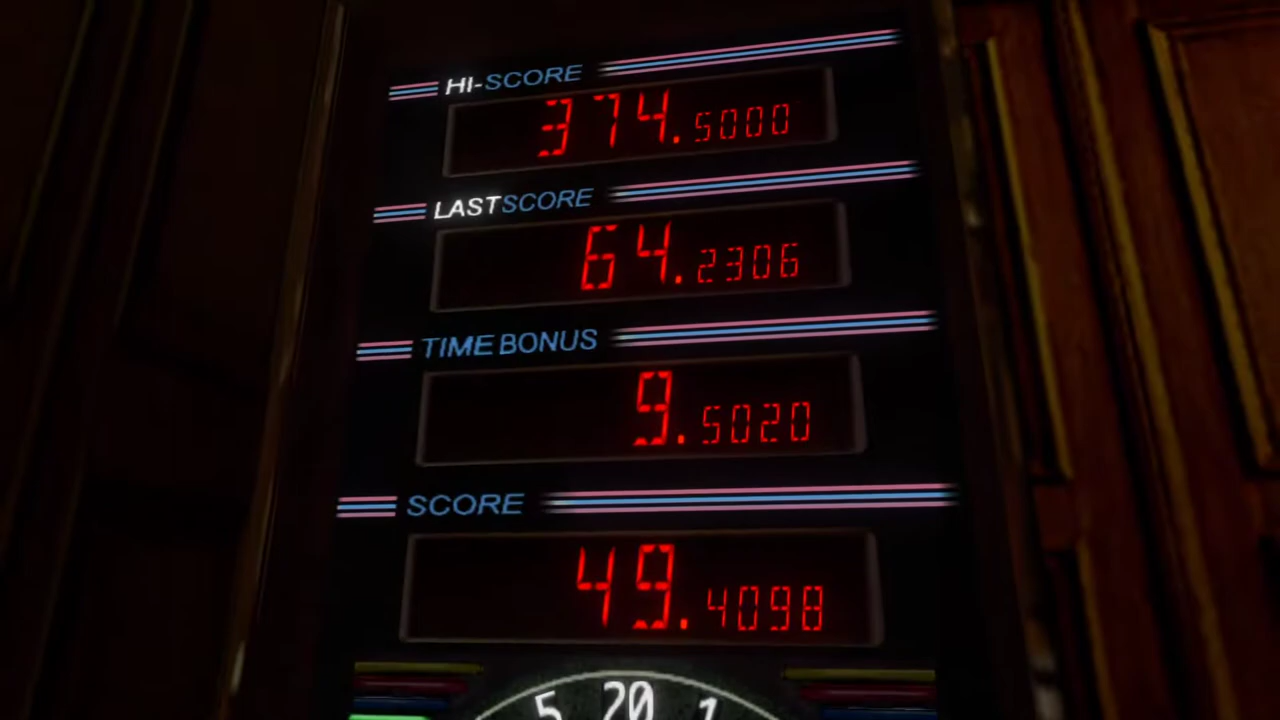 HI-SCORE
374.5000
LASTSCORE
64.2306
TIME BONUS
9.5020
SCORE
49.4098
5 20 1